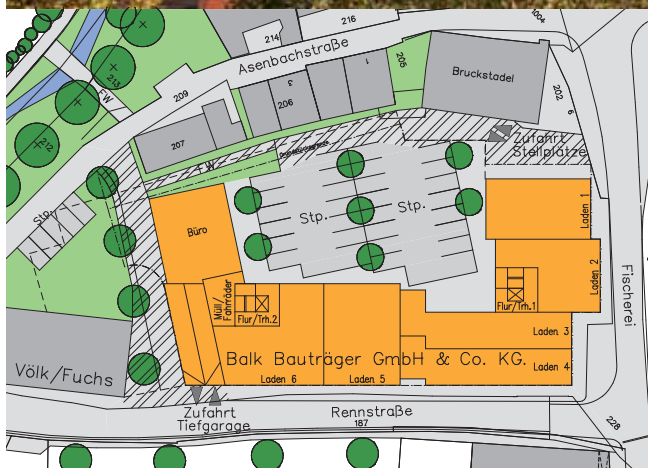 1004
216
214
Asenbachstraße
213
FW
209
205
1
3
206
Bruckstadel
202
6
212
207
FW
Zufahrt
Stellplätze
Stp.
Stp.
Stp.
Büro
Laden 1
Laden 2
Müll/
Fahrräder
Flur/Trh.2
Flur/Trh.1
Fischerei
Laden 3
Balk Bauträger GmbH & Co. KG.
Laden 4
Völk/Fuchs
Laden 6
Laden 5
Zufahrt
Tiefgarage
Rennstraße
187
228